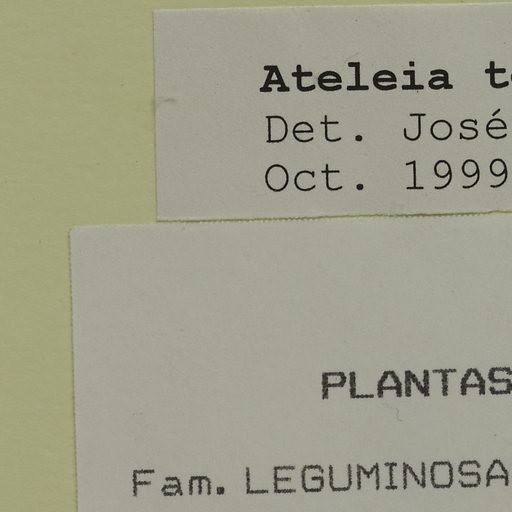 Ateleia t
Det. José
Oct. 1999
PLANTAS
Fam. LEGUMINOSA